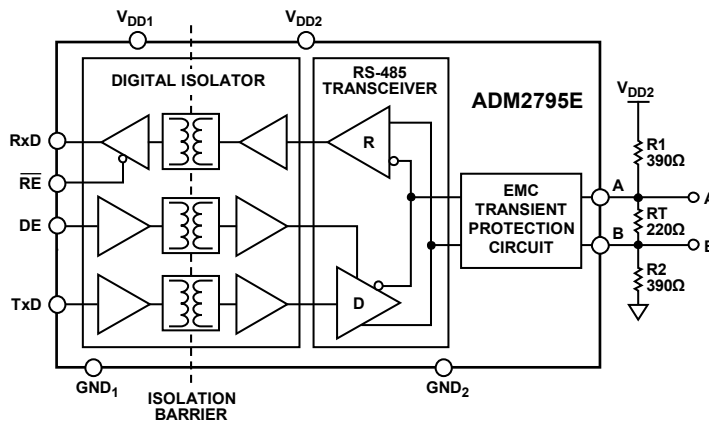 VDD1
VDD2
DIGITAL ISOLATOR
RS-485
TRANSCEIVER
ADM2795E
VDD2
RxD
R
R1
390Ω
RE
EMC
TRANSIENT
PROTECTION
CIRCUIT
A
A
DE
RT
220Ω
B
TxD
D
R2
390Ω
GND1
GND2
ISOLATION
BARRIER